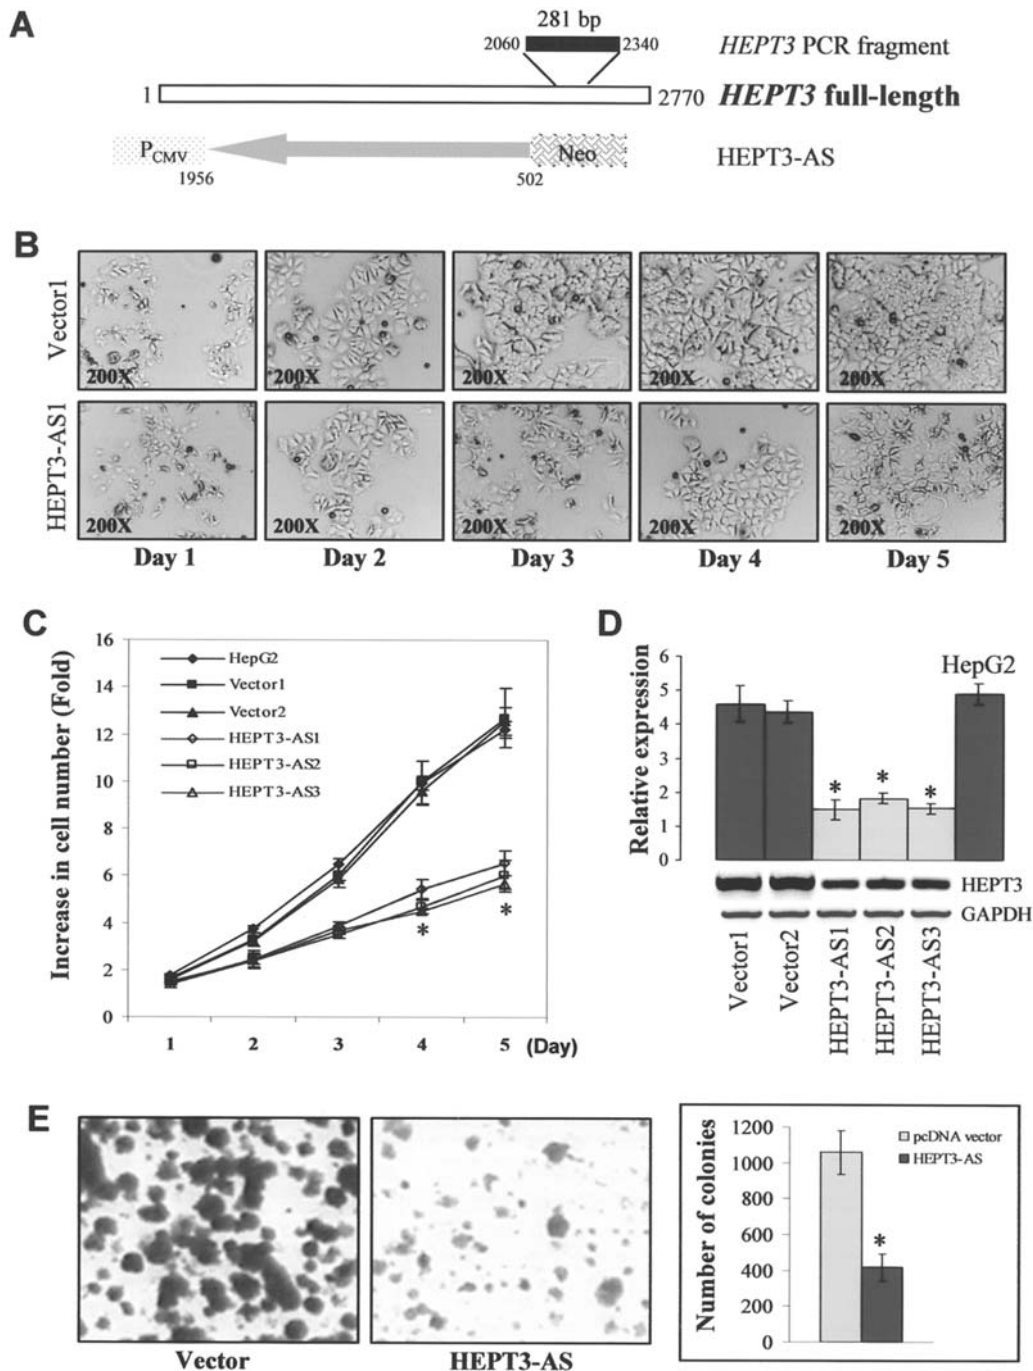 A
281 bp
2060
2340
HEPT3 PCR fragment
1
2770
HEPT3 full-length
PCMV
Neo
HEPT3-AS
1956
502
B
Vector1
200X
200X
200X
200X
200X
HEPT3-AS1
200X
200X
200X
200X
200X
Day 1
Day 2
Day 3
Day 4
Day 5
C
Increase in cell number (Fold)
16
14
12
10
8
6
4
2
0
HepG2
Vector1
Vector2
HEPT3-AS1
HEPT3-AS2
HEPT3-AS3
*
*
1
2
3
4
5
(Day)
D
Relative expression
6
5
4
3
2
1
0
HepG2
*
*
*
HEPT3
GAPDH
Vector1
Vector2
HEPT3-AS1
HEPT3-AS2
HEPT3-AS3
E
Vector
HEPT3-AS
Number of colonies
1200
1000
800
600
400
200
0
pcDNA vector
HEPT3-AS
*